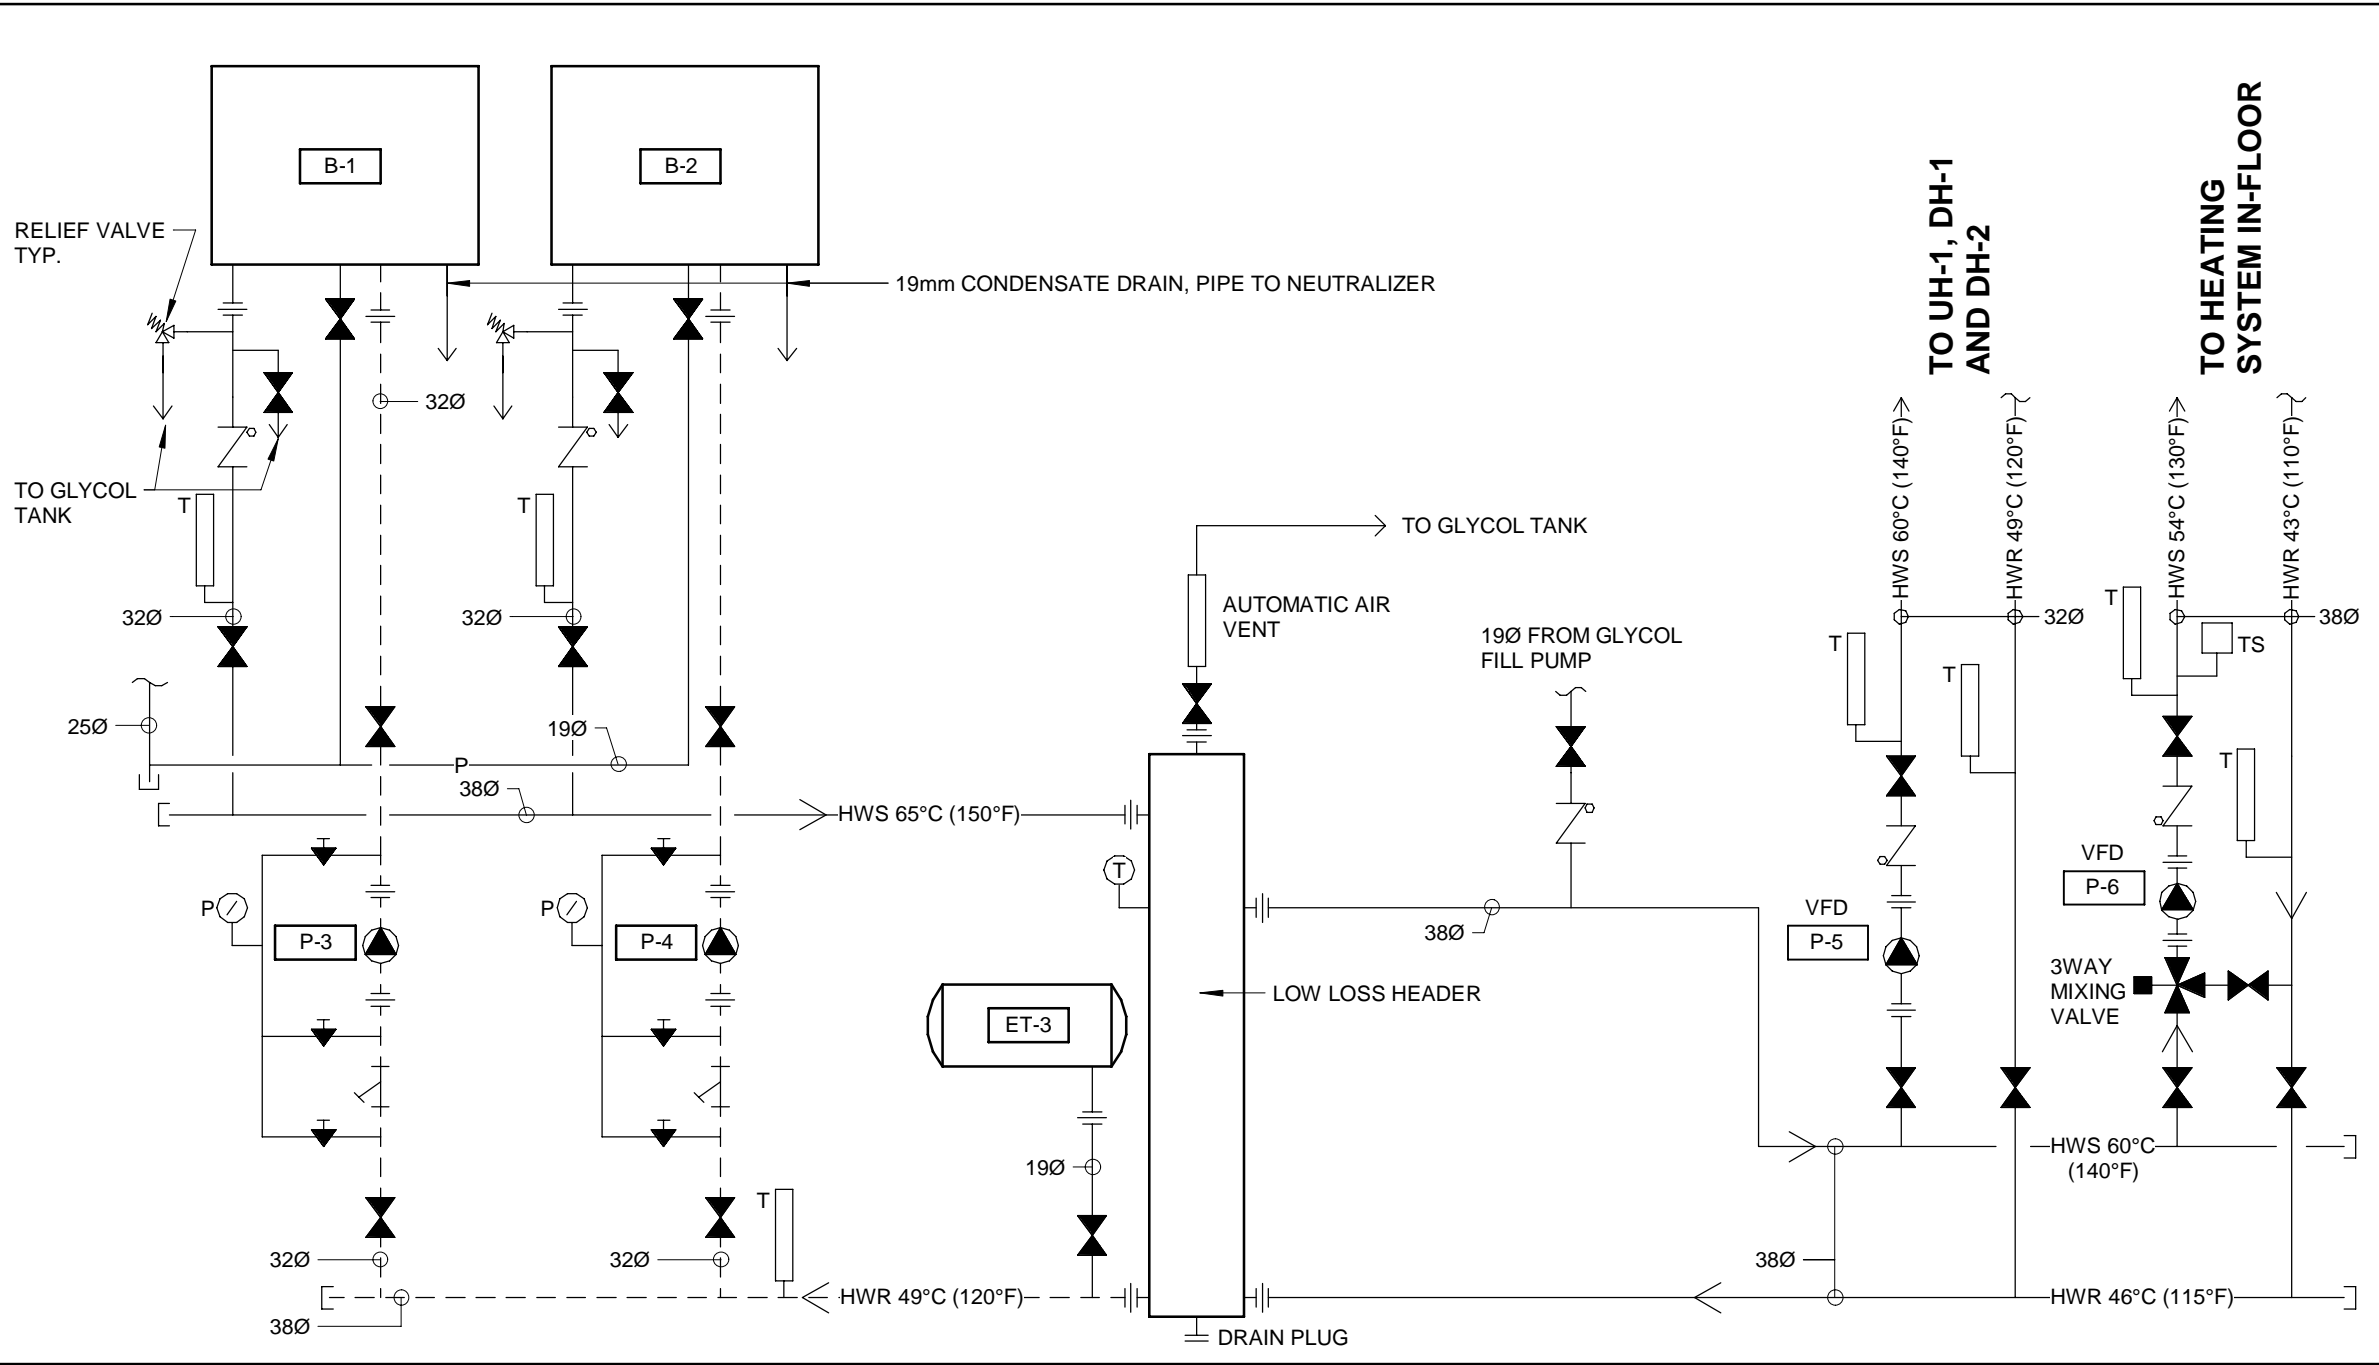 B-1
B-2
RELIEF VALVE
TYP.
19mm CONDENSATE DRAIN, PIPE TO NEUTRALIZER
TO UH-1, DH-1
AND DH-2
TO HEATING
SYSTEM IN-FLOOR
32Ø
TO GLYCOL
TANK
T
T
32Ø
32Ø
25Ø
19Ø
P
38Ø
HWS 65°C (150°F)
TO GLYCOL TANK
AUTOMATIC AIR
VENT
19Ø FROM GLYCOL
FILL PUMP
HWS 60°C (140°F)
HWR 49°C (120°F)
HWS 54°C (130°F)
HWR 43°C (110°F)
T
T
32Ø
T
TS
38Ø
T
T
P
P-3
P
P-4
38Ø
VFD
P-5
VFD
P-6
3WAY
MIXING
VALVE
ET-3
LOW LOSS HEADER
19Ø
HWS 60°C
(140°F)
T
32Ø
32Ø
38Ø
38Ø
HWR 49°C (120°F)
HWR 46°C (115°F)
DRAIN PLUG